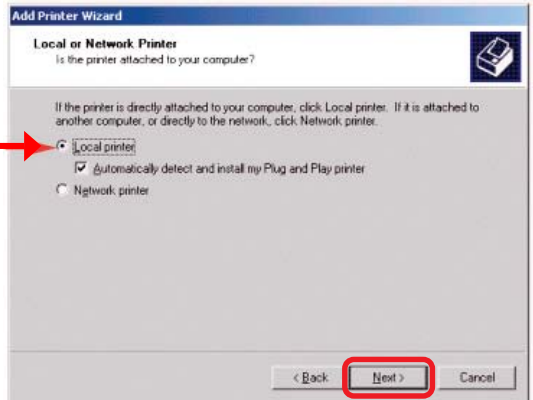 Add Printer Wizard
Local or Network Printer
Is the printer attached to your computer?
If the printer is directly attached to your computer, click Local printer. If it is attached to
another computer, or directly to the network, click Network printer.
Local printer
Automatically detect and install my Plug and Play printer
Network printer
< Back
Next >
Cancel